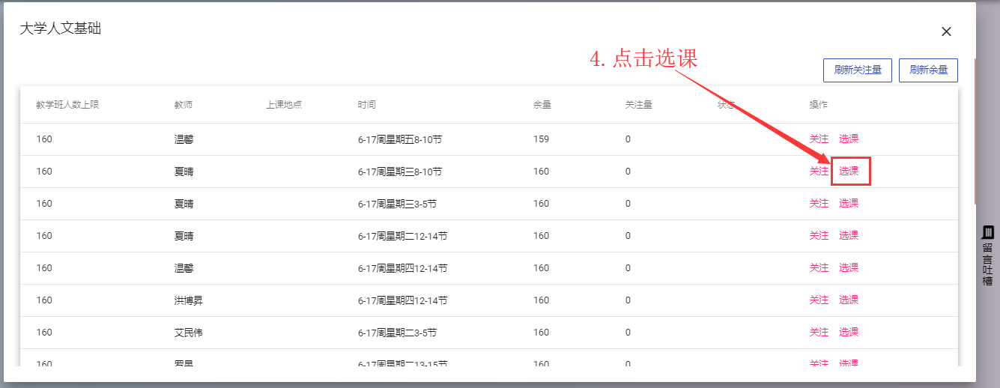 大学人文基础
4.点击选课
刷新关注量 刷新余量
教学班人数上限 教师 上课地点 时间 余量 关注量 状态 操作
160 温馨 6-17周星期五8-10节 159 0 关注 选课
160 夏晴 6-17周星期三8-10节 160 0 关注 选课
160 夏晴 6-17周星期三3-5节 160 0 关注 选课
160 夏晴 6-17周星期二12-14节 160 0 关注 选课
160 温馨 6-17周星期四12-14节 160 0 关注 选课
160 洪博昇 6-17周星期四12-14节 160 0 关注 选课
160 艾民伟 6-17周星期二3-5节 160 0 关注 选课
160 6-17周星期二13-15节 160 0 关注 选课
留言吐槽